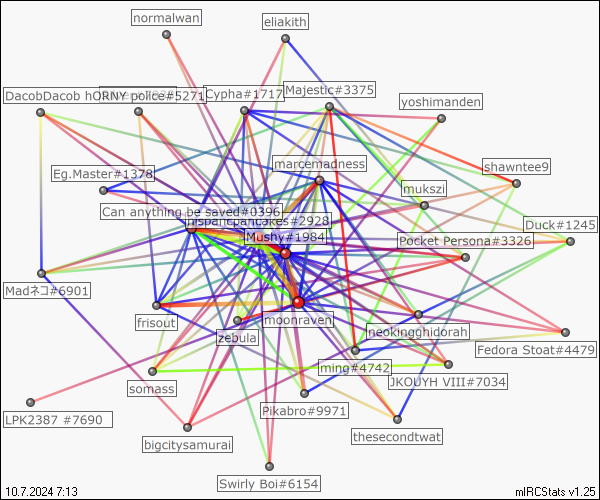 normalwan
eliakith
DacobDacob hORNY police#5271
Cypha#1717
Majestic#3375
yoshimanden
marcemadness
shawntee9
Eg.Master#1378
mukszi
Can anything be saved#0396
hispanicpancakes#2928
Duck#1245
Mushy#1984
Pocket Persona#3326
Madネコ#6901
frisout
moonraven
neokingghidorah
zebula
Fedora Stoat#4479
ming#4742
somass
JKOUYH VIII#7034
LPK2387 #7690
Pikabro#9971
bigcitysamurai
thesecondtwat
Swirly Boi#6154
10.7.2024 7:13
mIRCStats v1.25